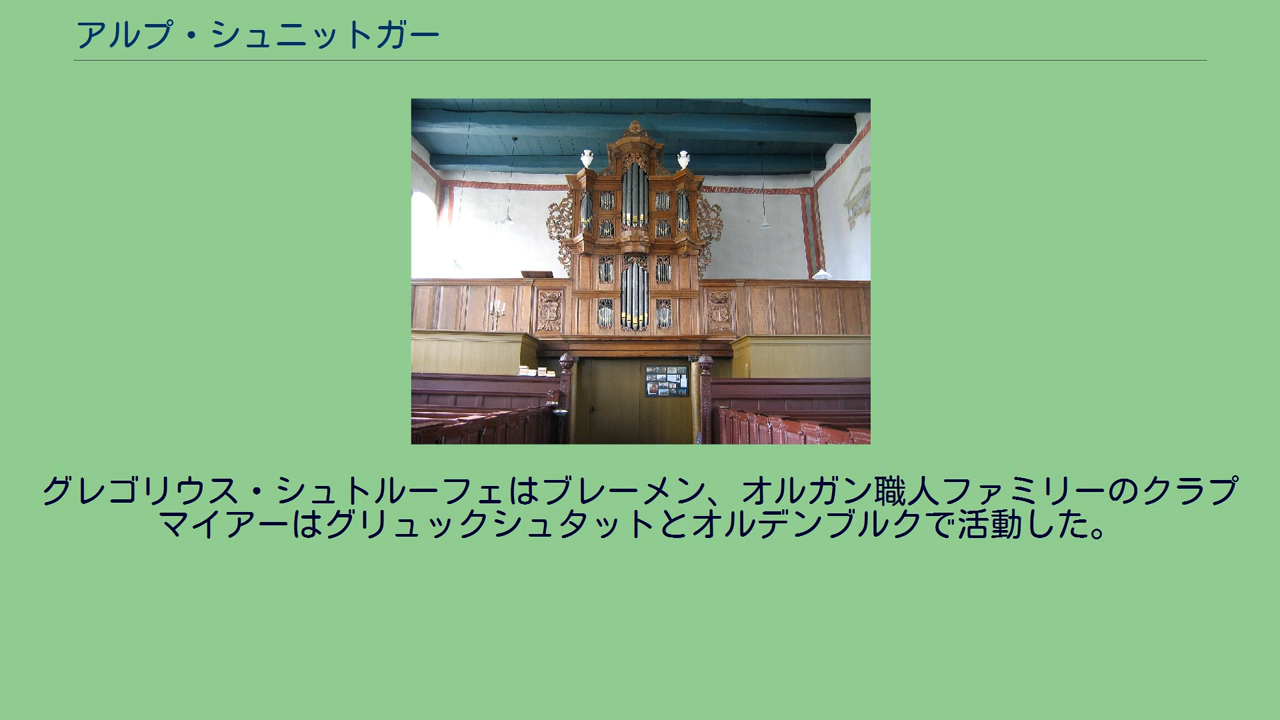 アルプ・シュニットガー
グレゴリウス・シュトルーフェはブレーメン、オルガン職人ファミリーのクラプ
マイアーはグリュックシュタットとオルデンブルクで活動した。